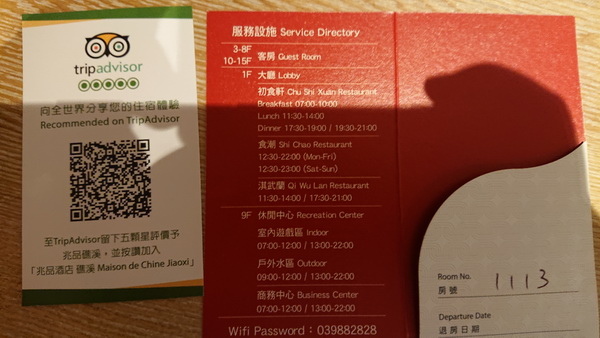 tripadvisor
向全世界分享您的住宿體驗
Recommended on TripAdvisor
至TripAdvisor留下五顆星評價予
兆品礁溪，並按讚加入
「兆品酒店 礁溪 Maison de Chine Jiaoxi」
服務設施 Service Directory
3-8F
10-15F 客房 Guest Room
1F 大廳 Lobby
初食軒 Chu Shi Xuan Restaurant
Breakfast 07:00-10:00
Lunch 11:30-14:00
Dinner 17:30-19:00 / 19:30-21:00
食潮 Shi Chao Restaurant
12:30-22:00 (Mon-Fri)
12:30-23:00 (Sat-Sun)
淇武蘭 Qi Wu Lan Restaurant
11:30-14:00 / 17:30-21:00
9F 休閒中心 Recreation Center
室內遊戲區 Indoor
07:00-12:00 / 13:00-22:00
戶外水區 Outdoor
09:00-12:00 / 13:00-22:00
商務中心 Business Center
07:00-12:00 / 13:00-22:00
Wifi Password：039882828
Room No.
房號 1113
Departure Date
退房日期